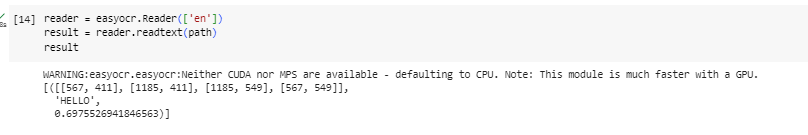 8s
[14] reader = easyocr.Reader(['en'])
result = reader.readtext(path)
result
WARNING:easyocr.easyocr:Neither CUDA nor MPS are available - defaulting to CPU. Note: This module is much faster with a GPU.
[([[567, 411], [1185, 411], [1185, 549], [567, 549]],
'HELLO',
0.6975526941846563)]